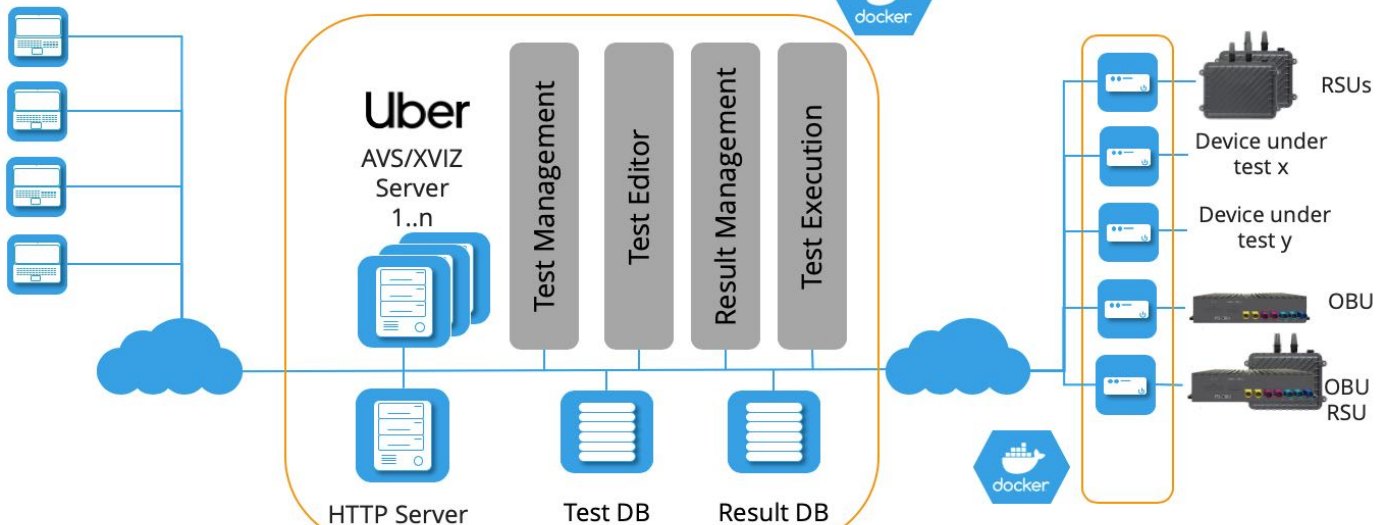 docker
Uber
AVS/XVIZ
Server
1..n
Test Management
Test Editor
Result Management
Test Execution
HTTP Server
Test DB
Result DB
RSUs
Device under
test x
Device under
test y
OBU
OBU
RSU
docker